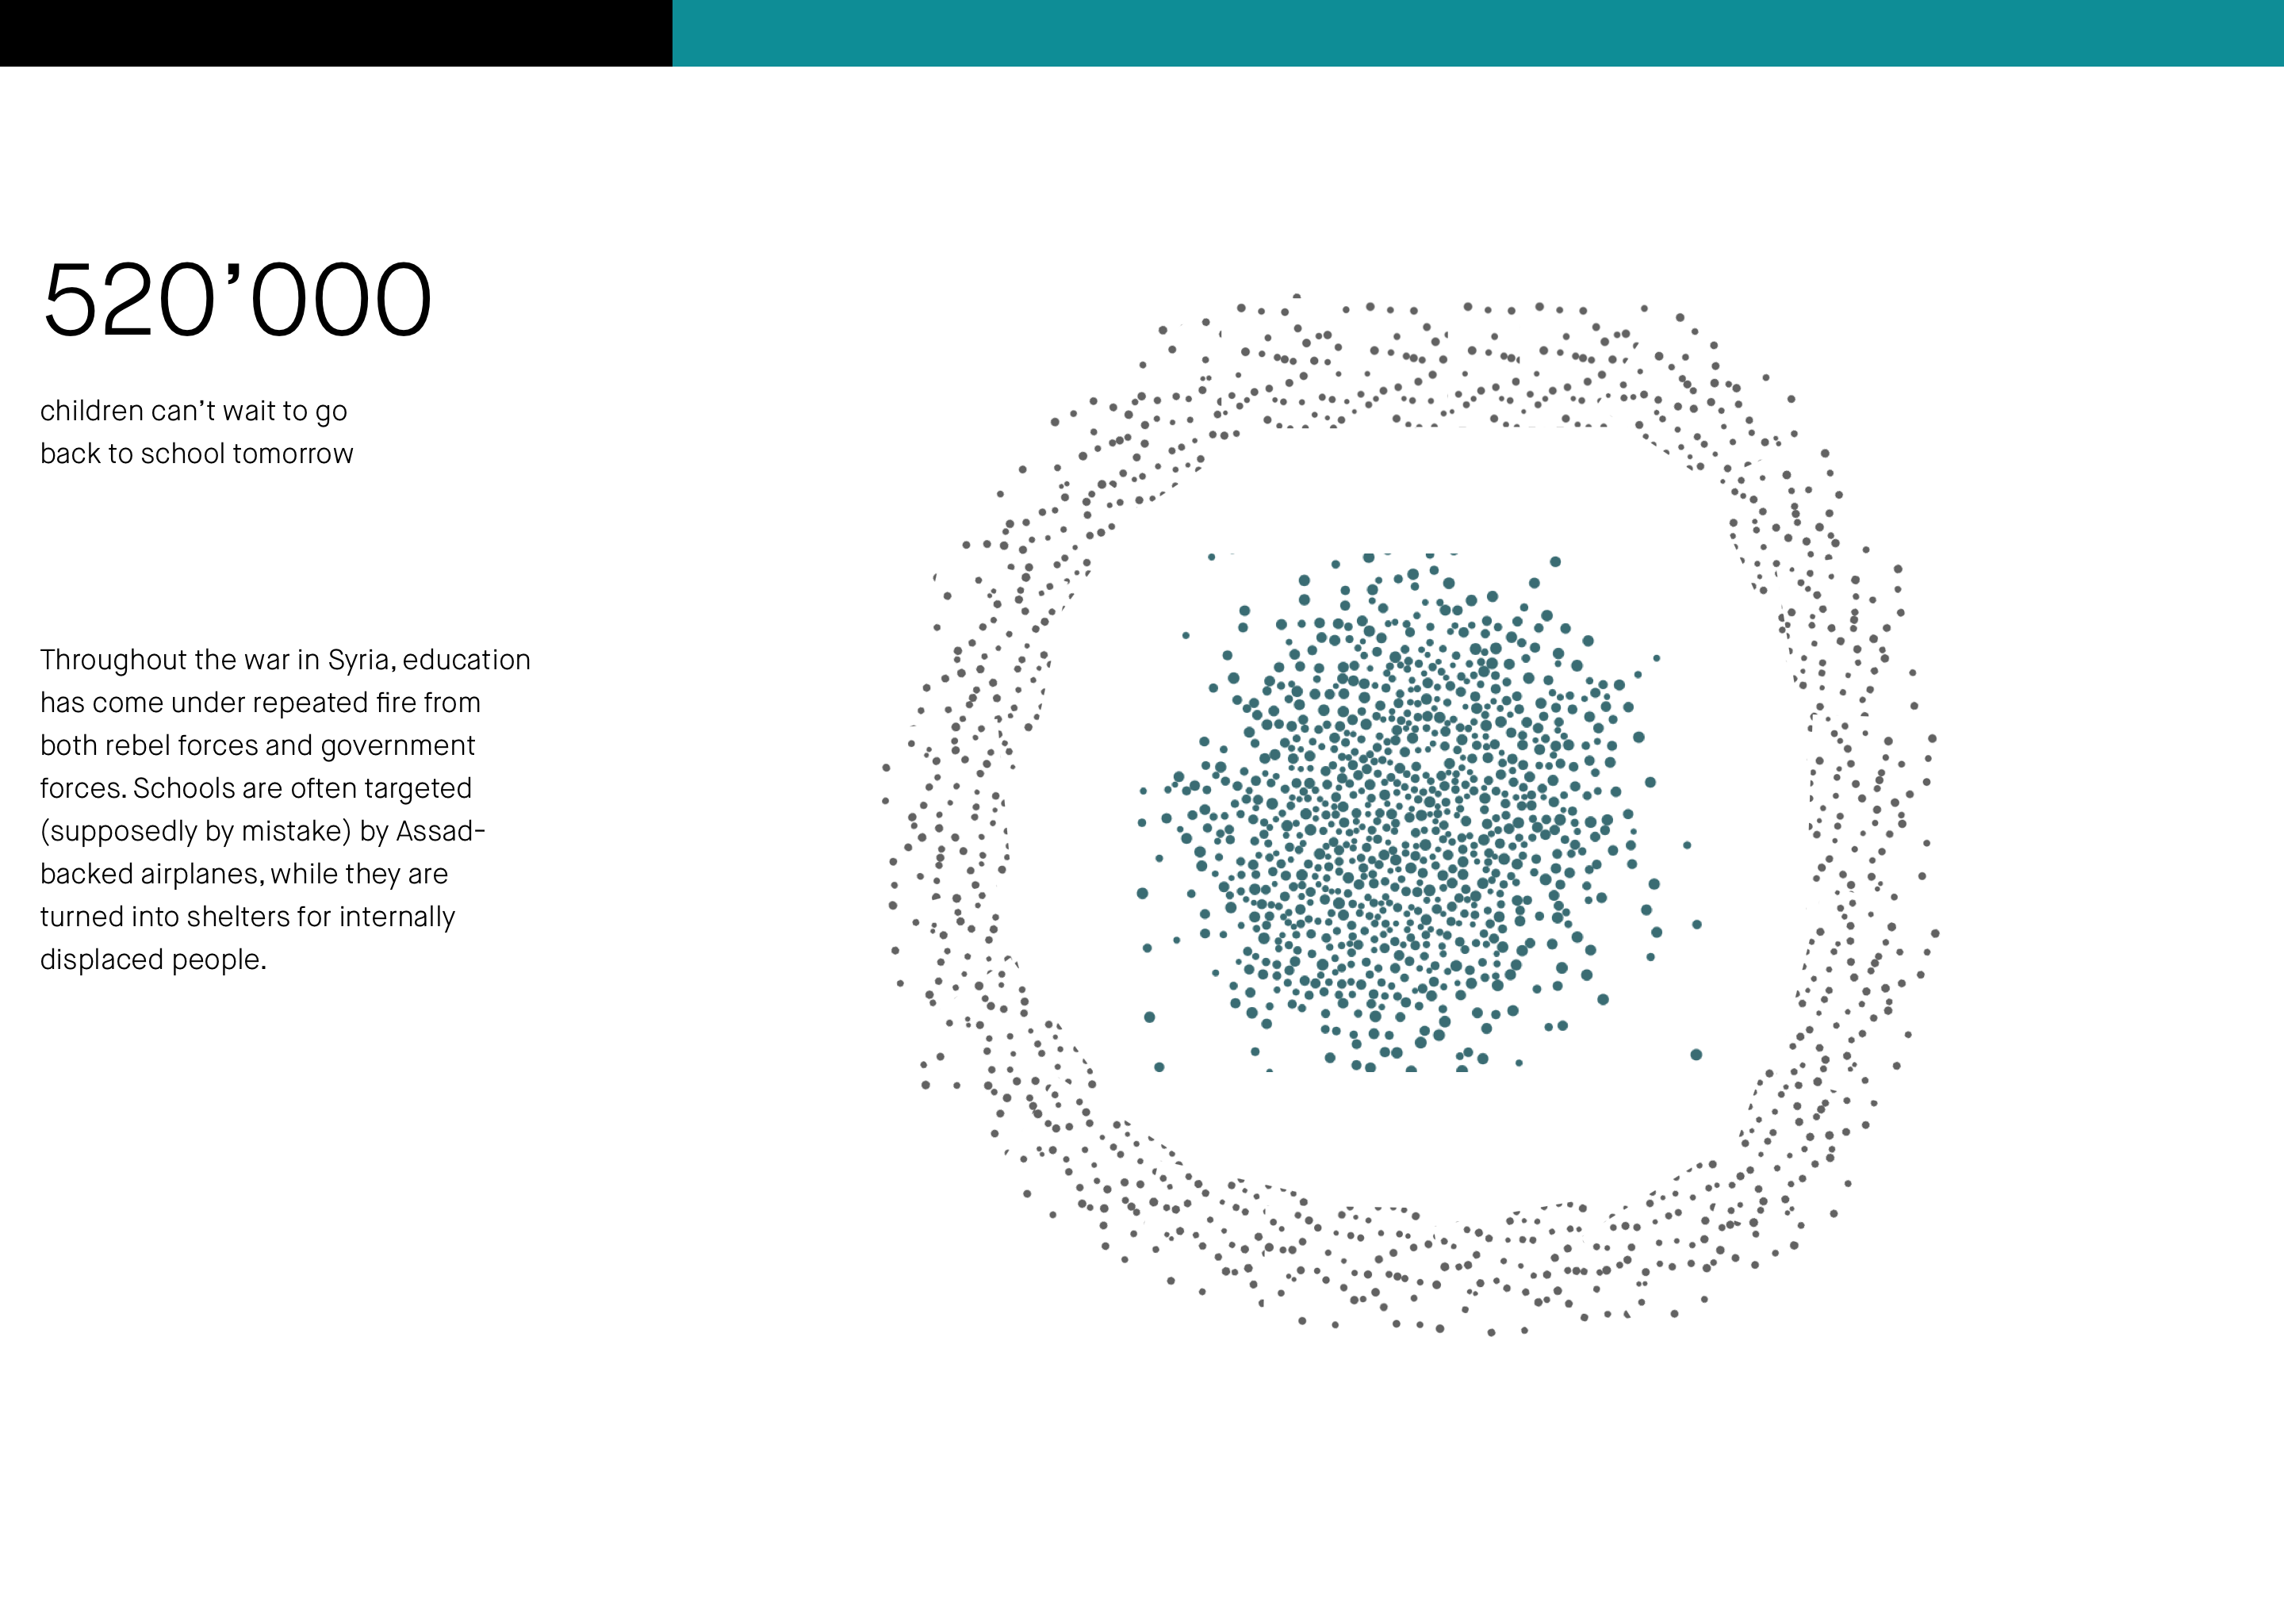 520’000
children can’t wait to go
back to school tomorrow
Throughout the war in Syria, education
has come under repeated fire from
both rebel forces and government
forces. Schools are often targeted
(supposedly by mistake) by Assad-
backed airplanes, while they are
turned into shelters for internally
displaced people.